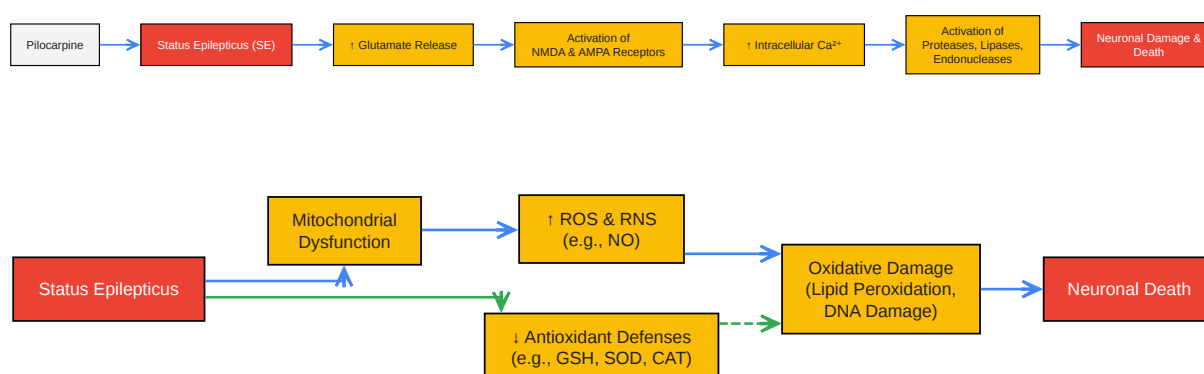 Pilocarpine
Status Epilepticus (SE)
↑ Glutamate Release
Activation of
NMDA & AMPA Receptors
↑ Intracellular Ca²⁺
Activation of
Proteases, Lipases,
Endonucleases
Neuronal Damage &
Death
Status Epilepticus
Mitochondrial
Dysfunction
↑ ROS & RNS
(e.g., NO)
↓ Antioxidant Defenses
(e.g., GSH, SOD, CAT)
Oxidative Damage
(Lipid Peroxidation,
DNA Damage)
Neuronal Death